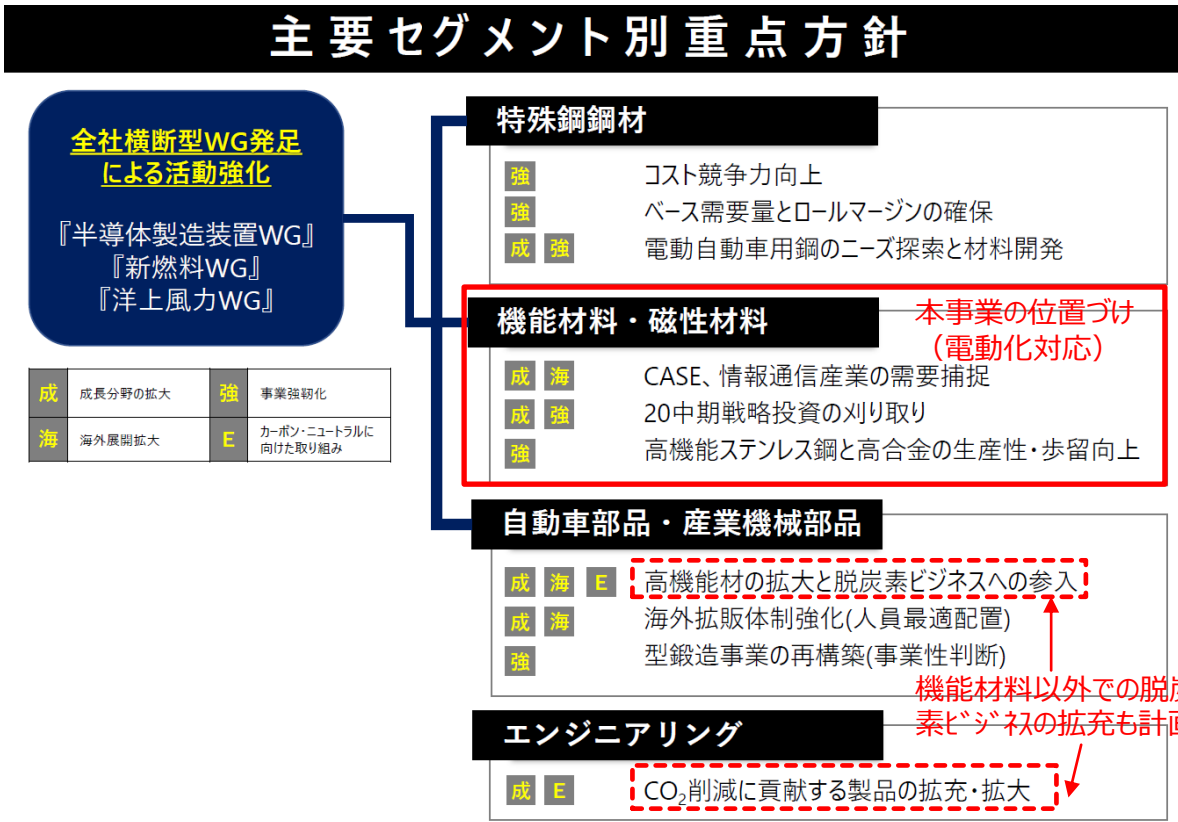 主要セグメント別重点方針
全社横断型WG発足
による活動強化
『半導体製造装置WG』
『新燃料WG』
『洋上風力WG』
成 成長分野の拡大 強 事業強靭化
海 海外展開拡大 E カーボン・ニュートラルに
向けた取り組み
特殊鋼鋼材
強 コスト競争力向上
強 ベース需要量とロールマージンの確保
成 強 電動自動車用鋼のニーズ探索と材料開発
機能材料・磁性材料
本事業の位置づけ
（電動化対応）
成 海 CASE、情報通信産業の需要捕捉
成 強 20中期戦略投資の刈り取り
強 高機能ステンレス鋼と高合金の生産性・歩留向上
自動車部品・産業機械部品
成 海 E 高機能材の拡大と脱炭素ビジネスへの参入
成 海 海外拡販体制強化(人員最適配置)
強 型鍛造事業の再構築(事業性判断)
機能材料以外での脱炭
素ビジネスの拡充も計画
エンジニアリング
成 E CO₂削減に貢献する製品の拡充・拡大